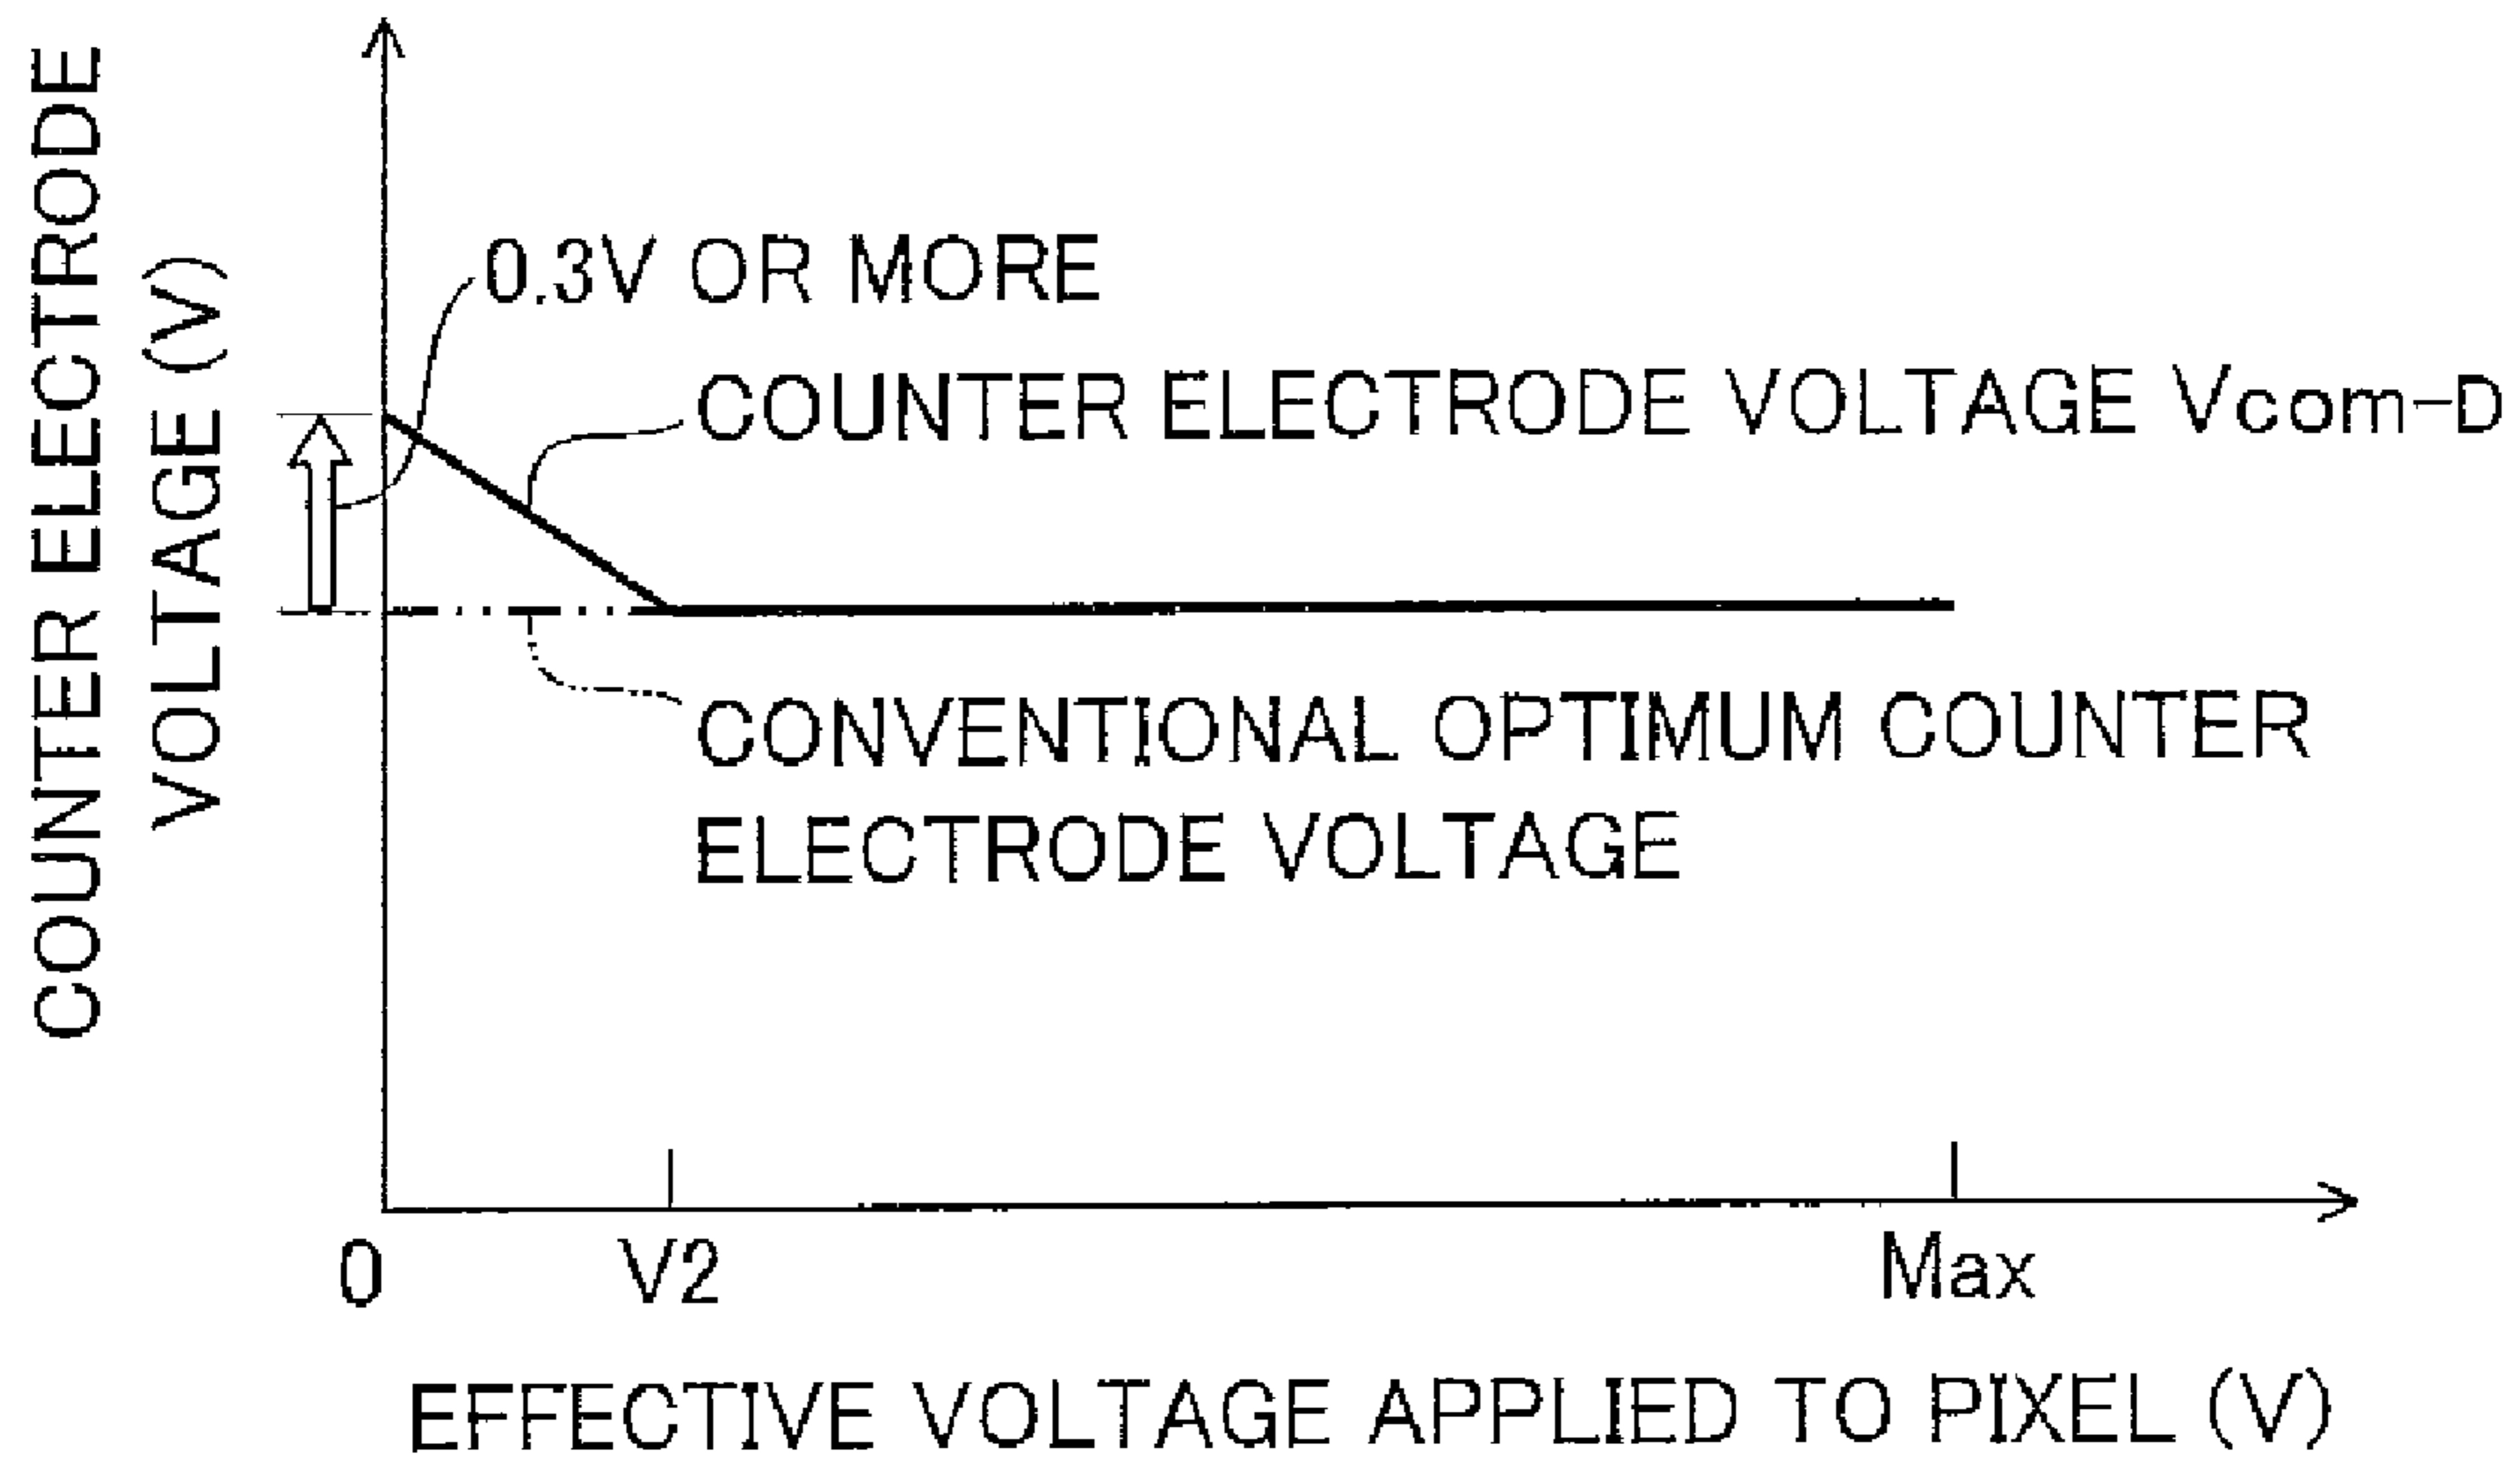 COUNTER ELECTRODE
VOLTAGE (V)
0.3V OR MORE
COUNTER ELECTRODE VOLTAGE Vcom-D
CONVENTIONAL OPTIMUM COUNTER
ELECTRODE VOLTAGE
0 V2 Max
EFFECTIVE VOLTAGE APPLIED TO PIXEL (V)